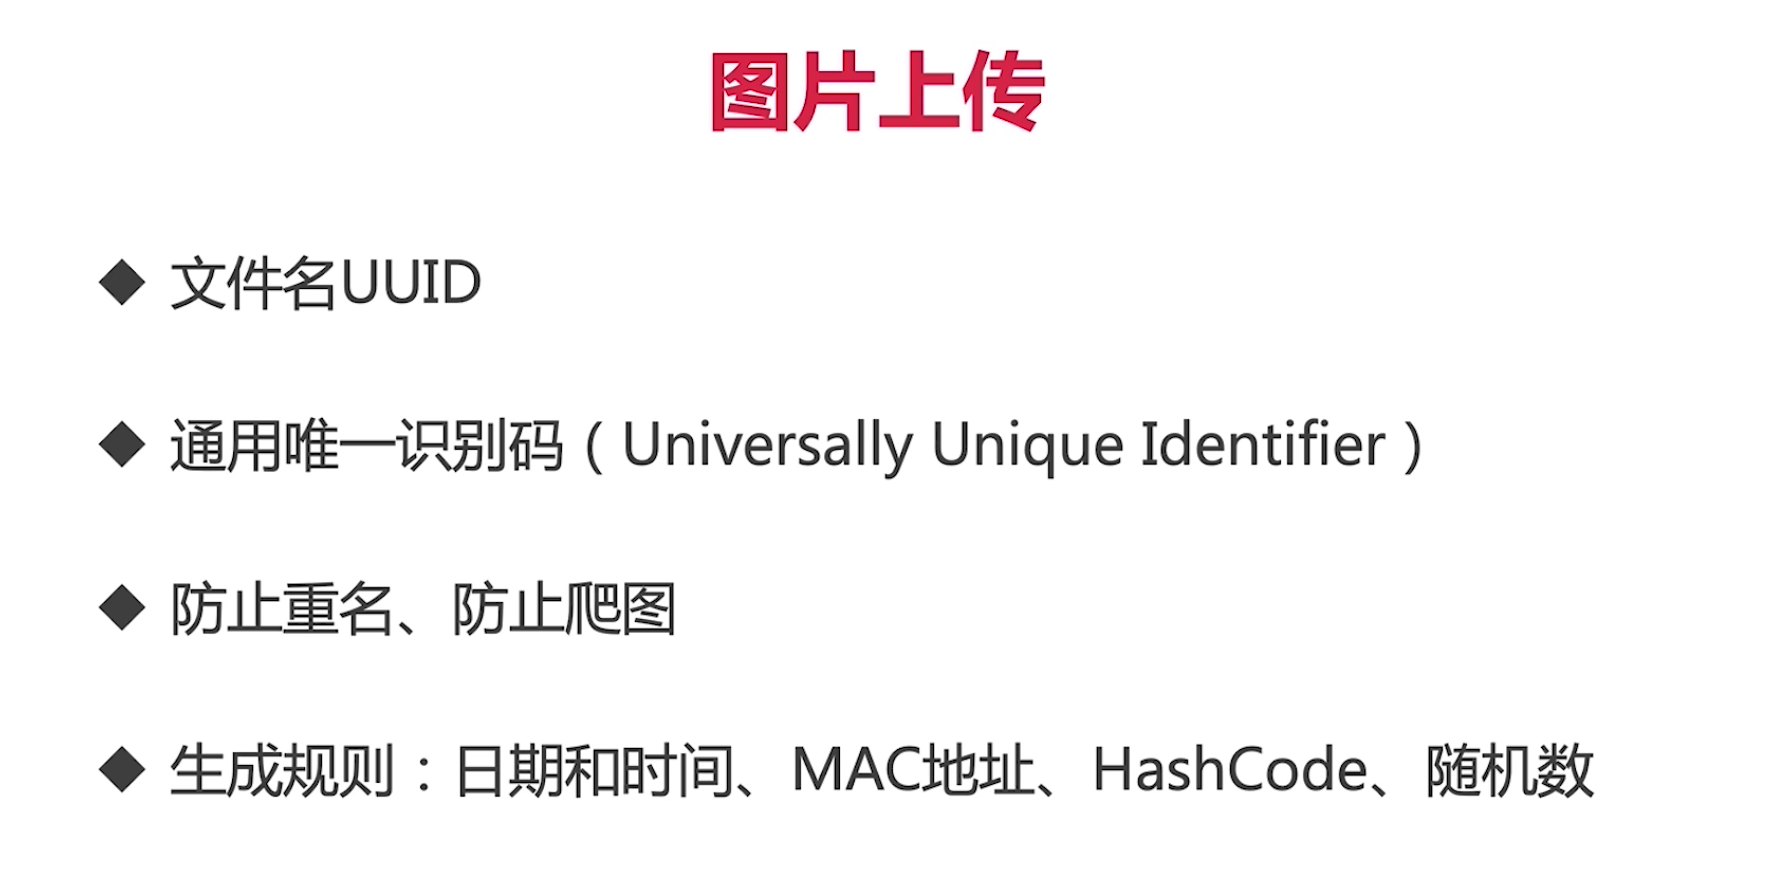 图片上传
◆ 文件名UUID
◆ 通用唯一识别码（Universally Unique Identifier）
◆ 防止重名、防止爬图
◆ 生成规则：日期和时间、MAC地址、HashCode、随机数